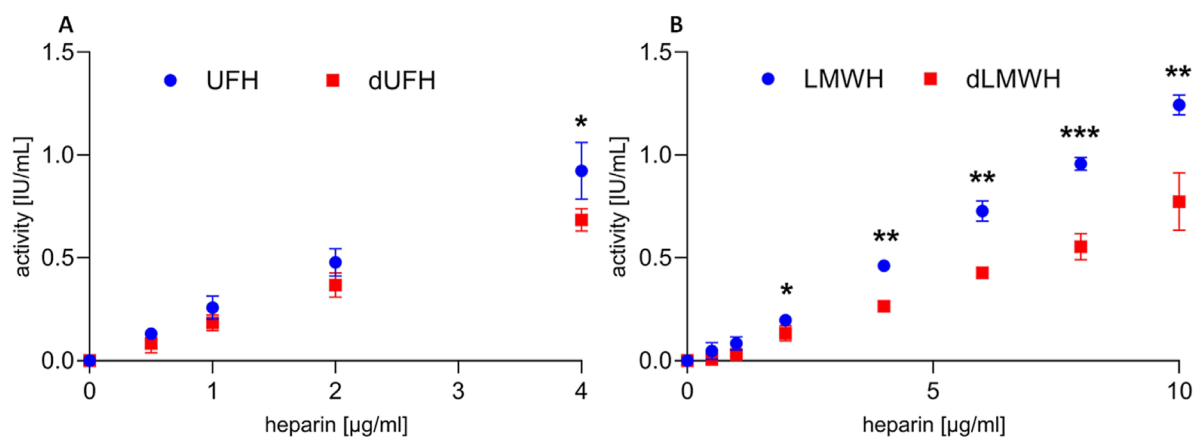 A
1.5
1.0
0.5
0.0
activity [IU/mL]
UFH
dUFH
*
0
1
2
3
4
heparin [µg/ml]
B
1.5
1.0
0.5
0.0
activity [IU/mL]
LMWH
dLMWH
*
**
**
***
**
0
5
10
heparin [µg/ml]